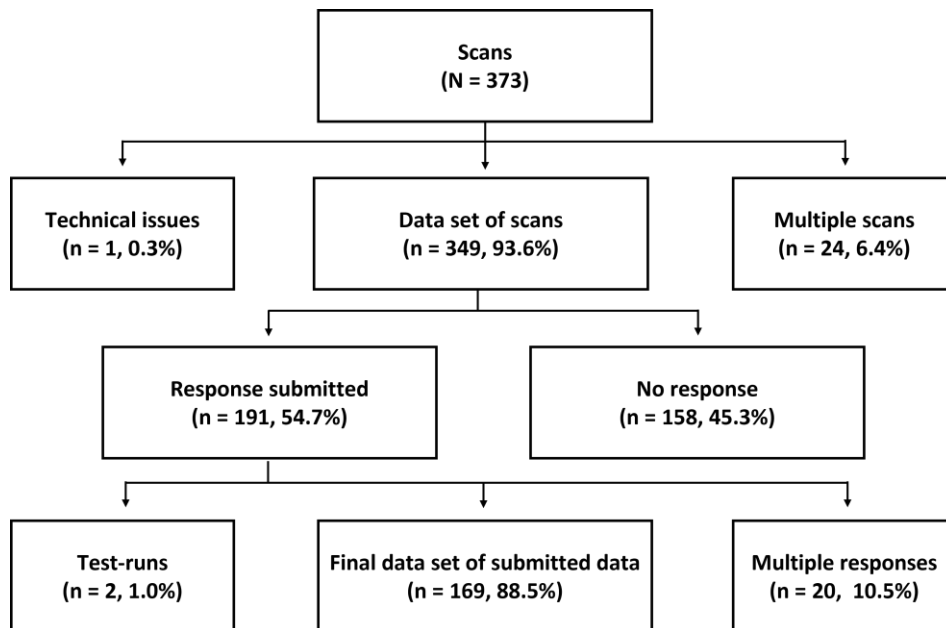 Scans
(N = 373)
Technical issues
(n = 1, 0.3%)
Data set of scans
(n = 349, 93.6%)
Multiple scans
(n = 24, 6.4%)
Response submitted
(n = 191, 54.7%)
No response
(n = 158, 45.3%)
Test-runs
(n = 2, 1.0%)
Final data set of submitted data
(n = 169, 88.5%)
Multiple responses
(n = 20,  10.5%)